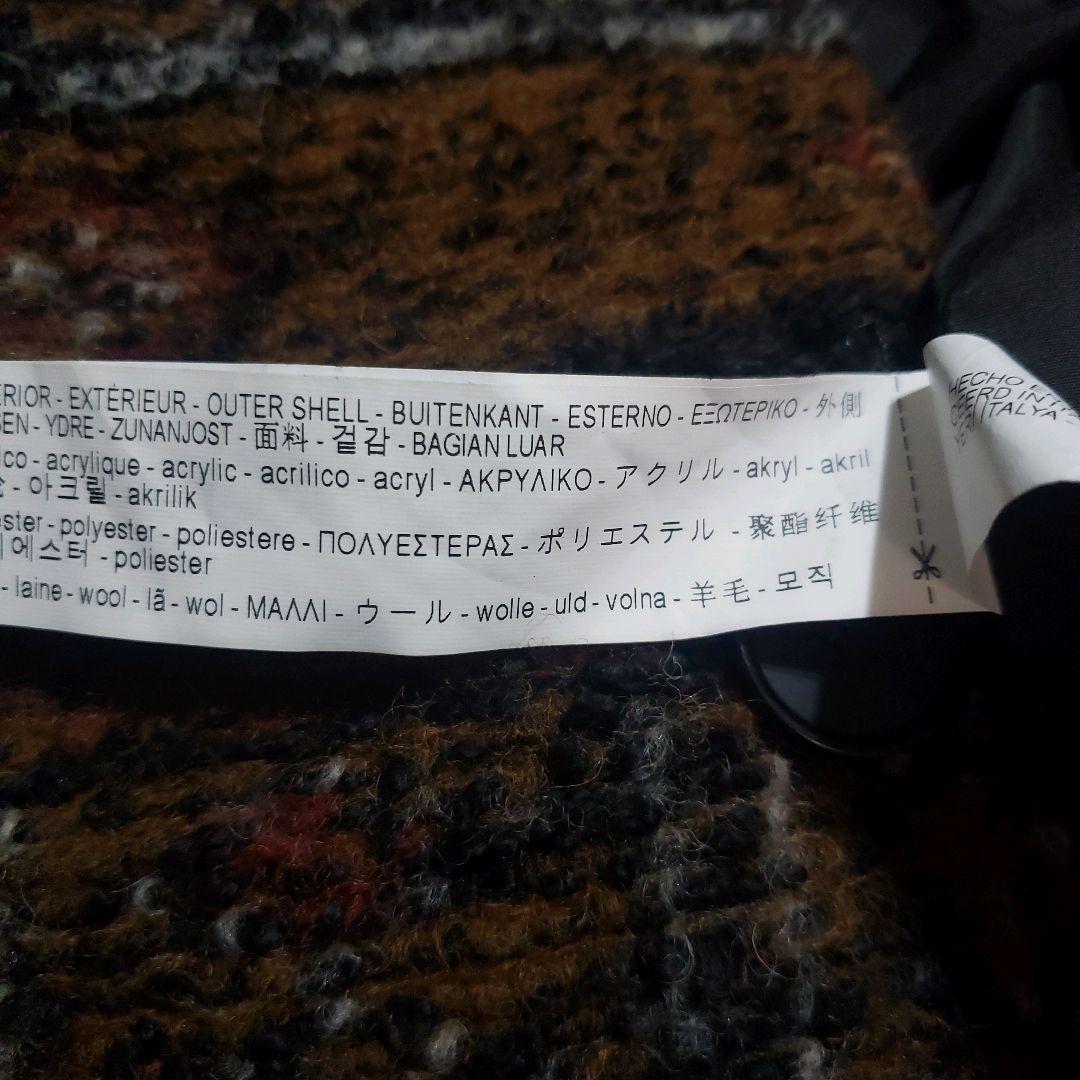 ERIOR - EXTÉRIEUR - OUTER SHELL - BUITENKANT - ESTERNO - ΕΞΩΤΕΡΙΚΟ - 外側
SEN - YDRE - ZUNANJOST - 面料 - 겉감 - BAGIAN LUAR
ico - acrylique - acrylic - acrilico - acryl - ΑΚΡΥΛΙΚΟ - アクリル - akryl - akril
- 아크릴 - akrilik
ester - polyester - poliestere - ΠΟΛΥΕΣΤΕΡΑΣ - ポリエステル - 聚酯纤维
에스터 - poliester
- laine - wool - lã - wol - ΜΑΛΛΙ - ウール - wolle - uld - volna - 羊毛 - 모직
HECHO E
EERD IN
ITALYA